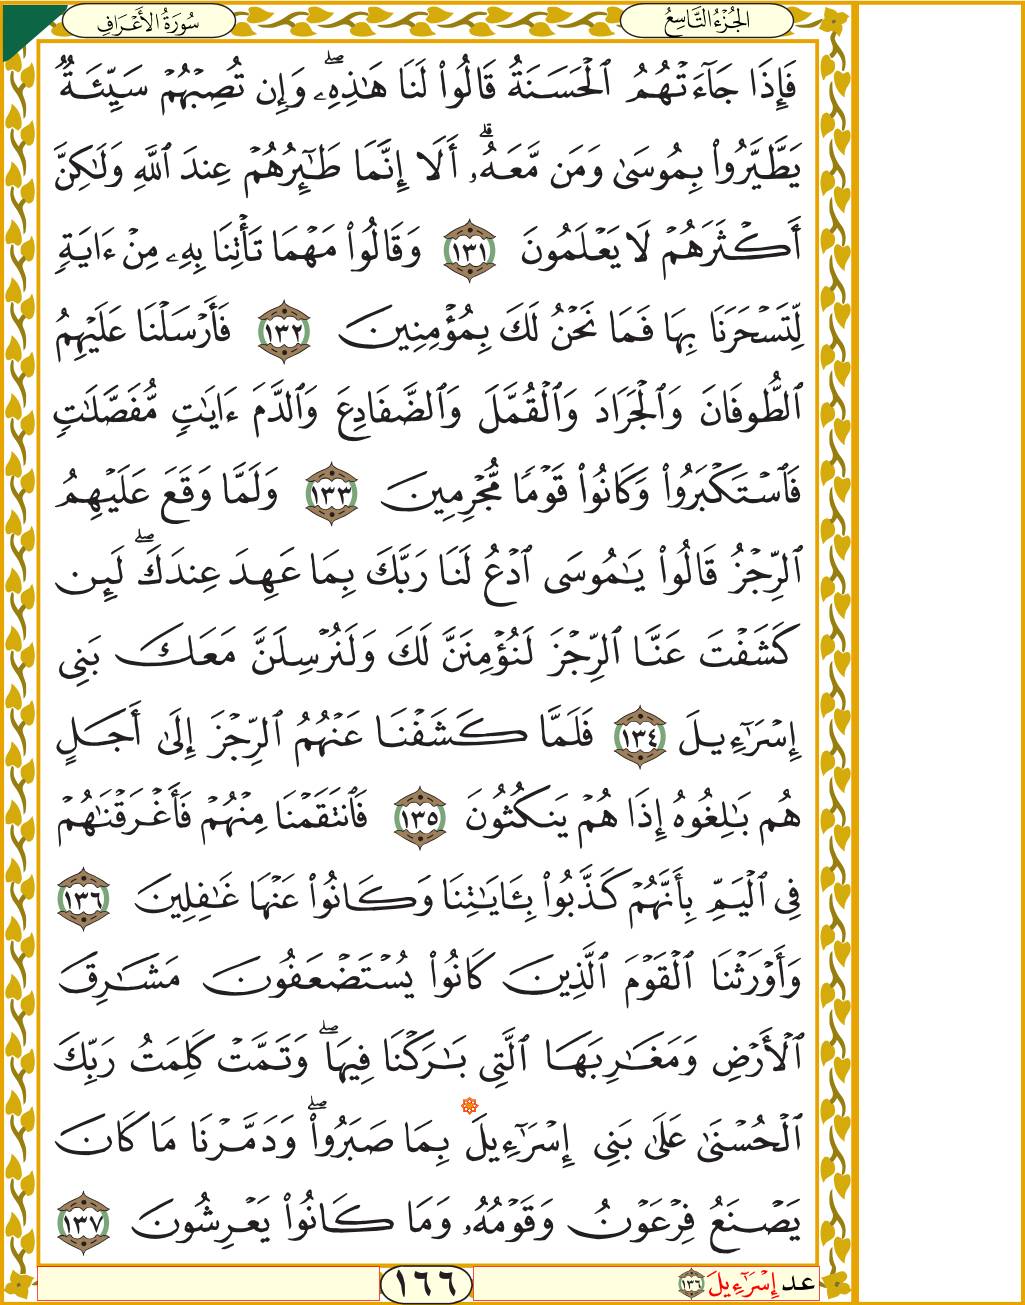 الجُزْءُ التَّاسِعُ
سُورَةُ الأَعْرَافِ
فَإِذَا جَآءَتْهُمُ ٱلْحَسَنَةُ قَالُوا۟ لَنَا هَٰذِهِۦ ۖ وَإِن تُصِبْهُمْ سَيِّئَةٌ
يَطَّيَّرُوا۟ بِمُوسَىٰ وَمَن مَّعَهُۥٓ ۗ أَلَآ إِنَّمَا طَٰٓئِرُهُمْ عِندَ ٱللَّهِ وَلَٰكِنَّ
أَكْثَرَهُمْ لَا يَعْلَمُونَ ١٣١ وَقَالُوا۟ مَهْمَا تَأْتِنَا بِهِۦ مِنْ ءَايَةٍ
لِّتَسْحَرَنَا بِهَا فَمَا نَحْنُ لَكَ بِمُؤْمِنِينَ ١٣٢ فَأَرْسَلْنَا عَلَيْهِمُ
ٱلطُّوفَانَ وَٱلْجَرَادَ وَٱلْقُمَّلَ وَٱلضَّفَادِعَ وَٱلدَّمَ ءَايَٰتٍ مُّفَصَّلَٰتٍ
فَٱسْتَكْبَرُوا۟ وَكَانُوا۟ قَوْمًا مُّجْرِمِينَ ١٣٣ وَلَمَّا وَقَعَ عَلَيْهِمُ
ٱلرِّجْزُ قَالُوا۟ يَٰمُوسَى ٱدْعُ لَنَا رَبَّكَ بِمَا عَهِدَ عِندَكَ ۖ لَئِن
كَشَفْتَ عَنَّا ٱلرِّجْزَ لَنُؤْمِنَنَّ لَكَ وَلَنُرْسِلَنَّ مَعَكَ بَنِىٓ
إِسْرَٰٓءِيلَ ١٣٤ فَلَمَّا كَشَفْنَا عَنْهُمُ ٱلرِّجْزَ إِلَىٰٓ أَجَلٍ
هُم بَٰلِغُوهُ إِذَا هُمْ يَنكُثُونَ ١٣٥ فَٱنتَقَمْنَا مِنْهُمْ فَأَغْرَقْنَٰهُمْ
فِى ٱلْيَمِّ بِأَنَّهُمْ كَذَّبُوا۟ بِـَٔايَٰتِنَا وَكَانُوا۟ عَنْهَا غَٰفِلِينَ ١٣٦
وَأَوْرَثْنَا ٱلْقَوْمَ ٱلَّذِينَ كَانُوا۟ يُسْتَضْعَفُونَ مَشَٰرِقَ
ٱلْأَرْضِ وَمَغَٰرِبَهَا ٱلَّتِى بَٰرَكْنَا فِيهَا ۖ وَتَمَّتْ كَلِمَتُ رَبِّكَ
ٱلْحُسْنَىٰ عَلَىٰ بَنِىٓ إِسْرَٰٓءِيلَ بِمَا صَبَرُوا۟ ۖ وَدَمَّرْنَا مَا كَانَ
يَصْنَعُ فِرْعَوْنُ وَقَوْمُهُۥ وَمَا كَانُوا۟ يَعْرِشُونَ ١٣٧
عد إِسْرَٰٓءِيلَ ١٣٦
١٦٦